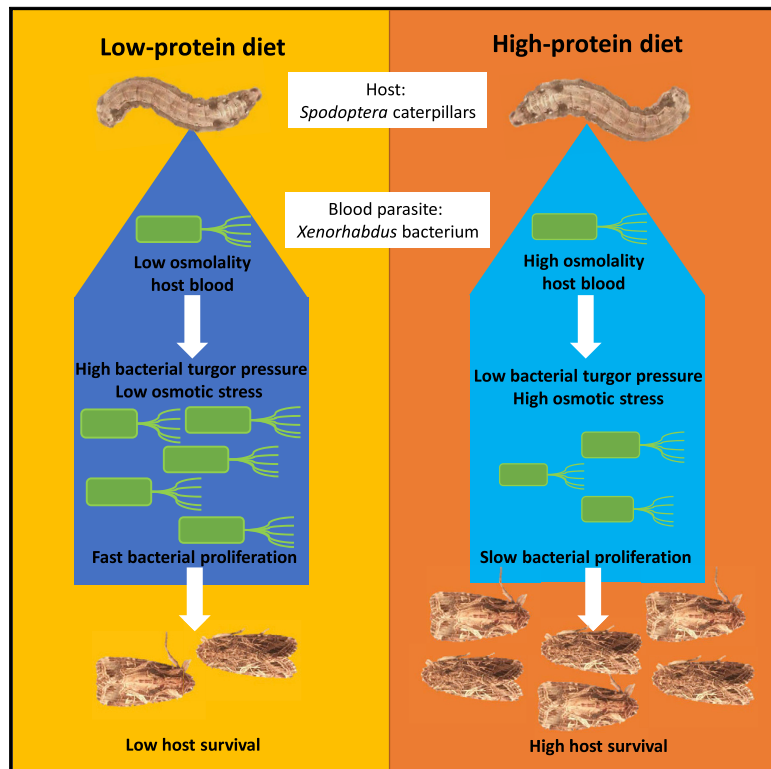 Low-protein diet
High-protein diet
Host:
Spodoptera caterpillars
Blood parasite:
Xenorhabdus bacterium
Low osmolality
host blood
High bacterial turgor pressure
Low osmotic stress
Fast bacterial proliferation
Low host survival
High osmolality
host blood
Low bacterial turgor pressure
High osmotic stress
Slow bacterial proliferation
High host survival